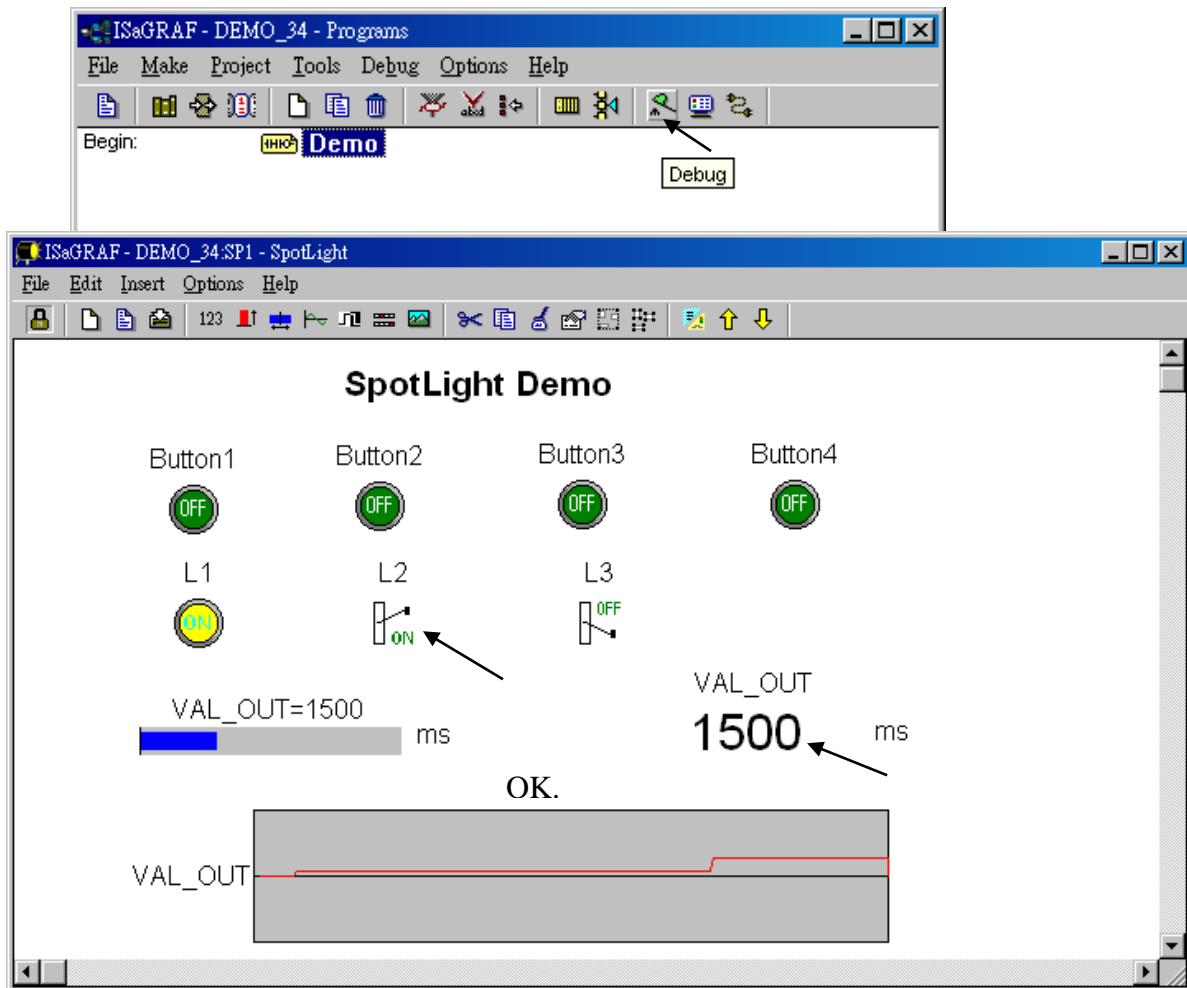 ISaGRAF - DEMO_34 - Programs
File Make Project Tools Debug Options Help
Begin: Demo
Debug
ISaGRAF - DEMO_34:SP1 - SpotLight
File Edit Insert Options Help
123
SpotLight Demo
Button1 Button2 Button3 Button4
OFF OFF OFF OFF
L1 L2 L3
ON ON OFF
VAL_OUT=1500 ms
VAL_OUT
1500 ms
OK.
VAL_OUT